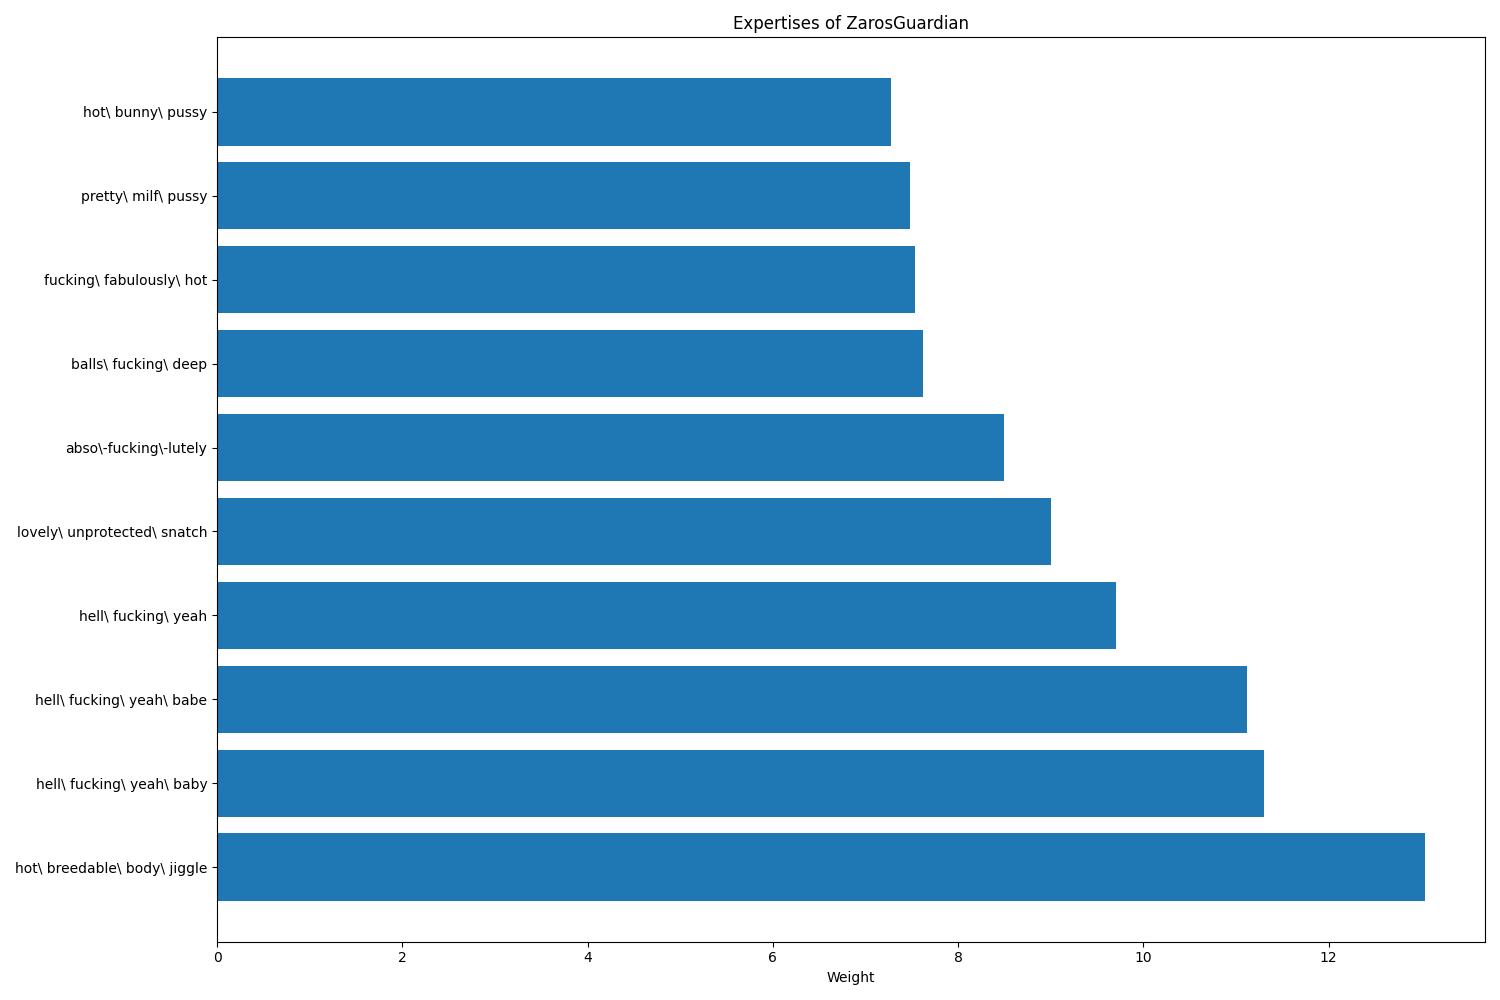 Expertises of ZarosGuardian
hot\ bunny\ pussy
pretty\ milf\ pussy
fucking\ fabulously\ hot
balls\ fucking\ deep
abso\-fucking\-lutely
lovely\ unprotected\ snatch
hell\ fucking\ yeah
hell\ fucking\ yeah\ babe
hell\ fucking\ yeah\ baby
hot\ breedable\ body\ jiggle
0 2 4 6 8 10 12
Weight